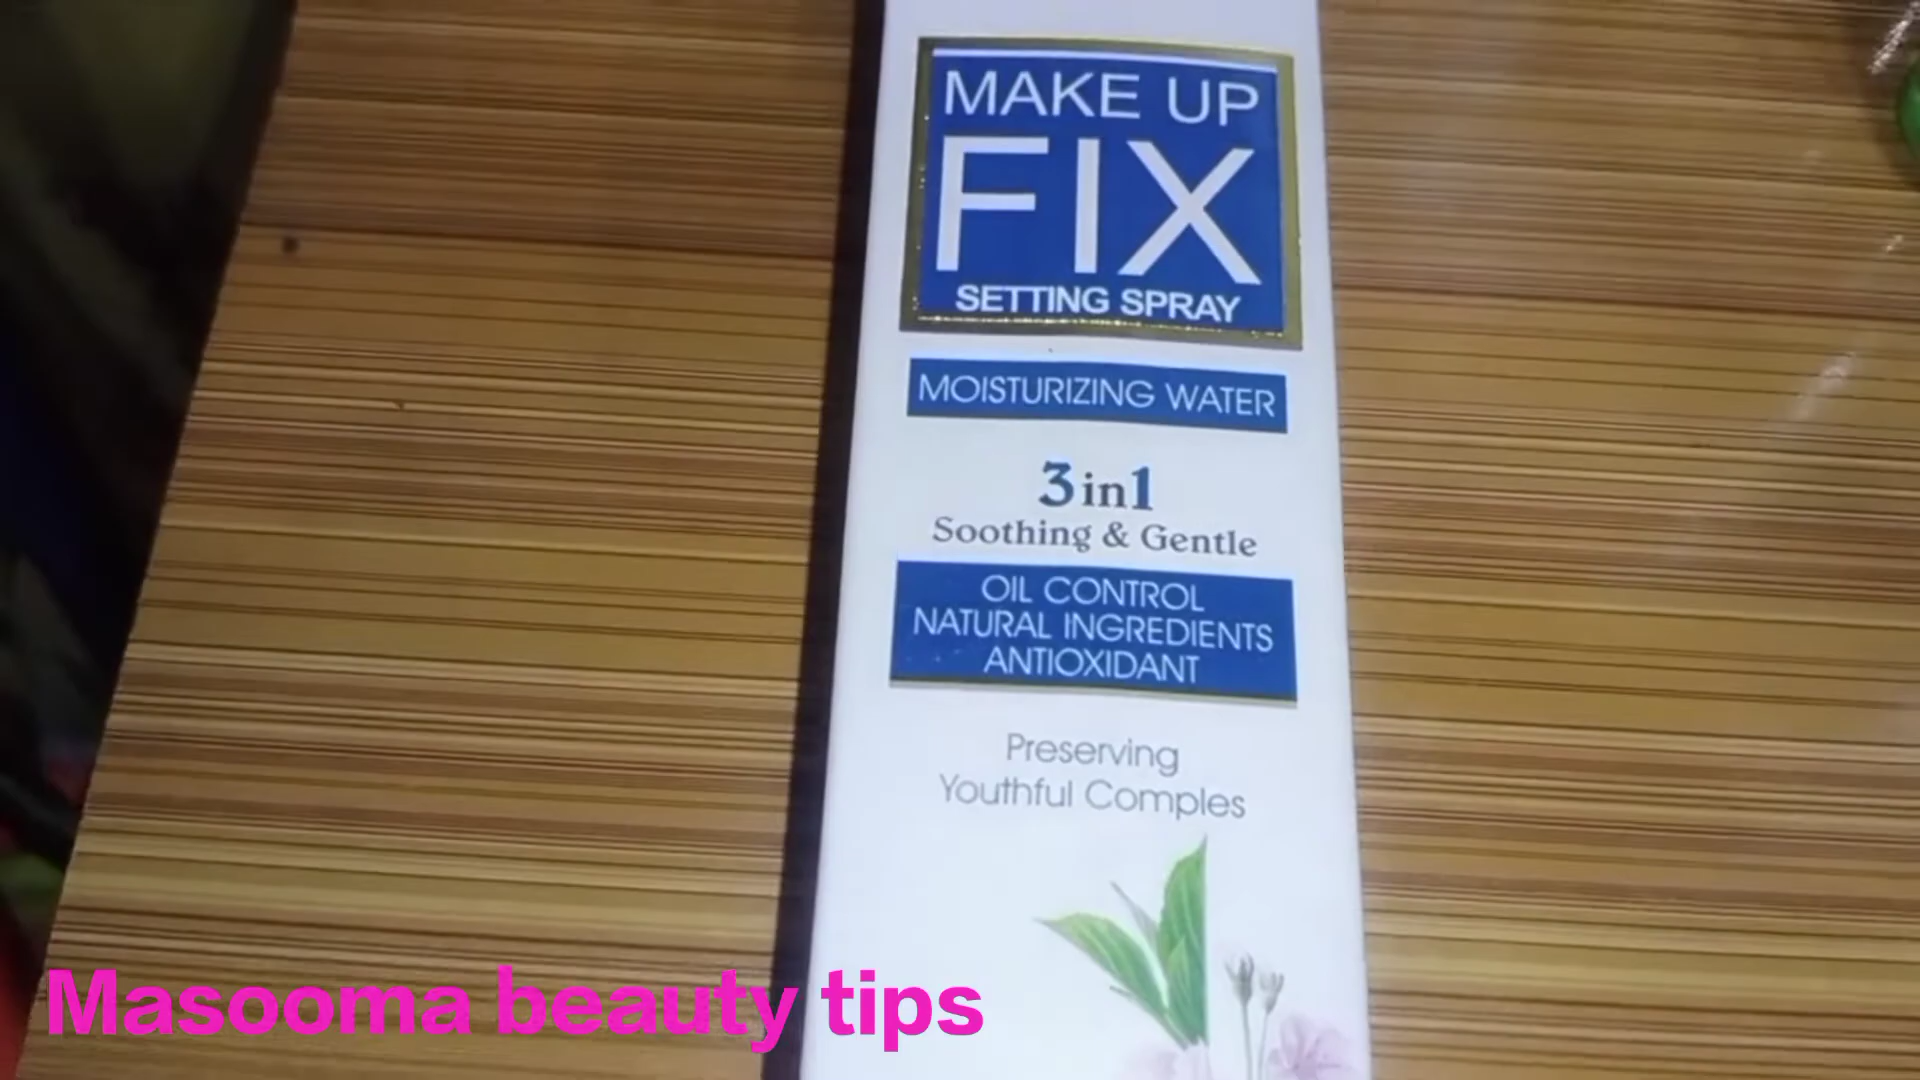 MAKE UP
FIX
SETTING SPRAY
MOISTURIZING WATER
3in1
Soothing & Gentle
OIL CONTROL
NATURAL INGREDIENTS
ANTIOXIDANT
Preserving
Youthful Comples
Masooma beauty tips